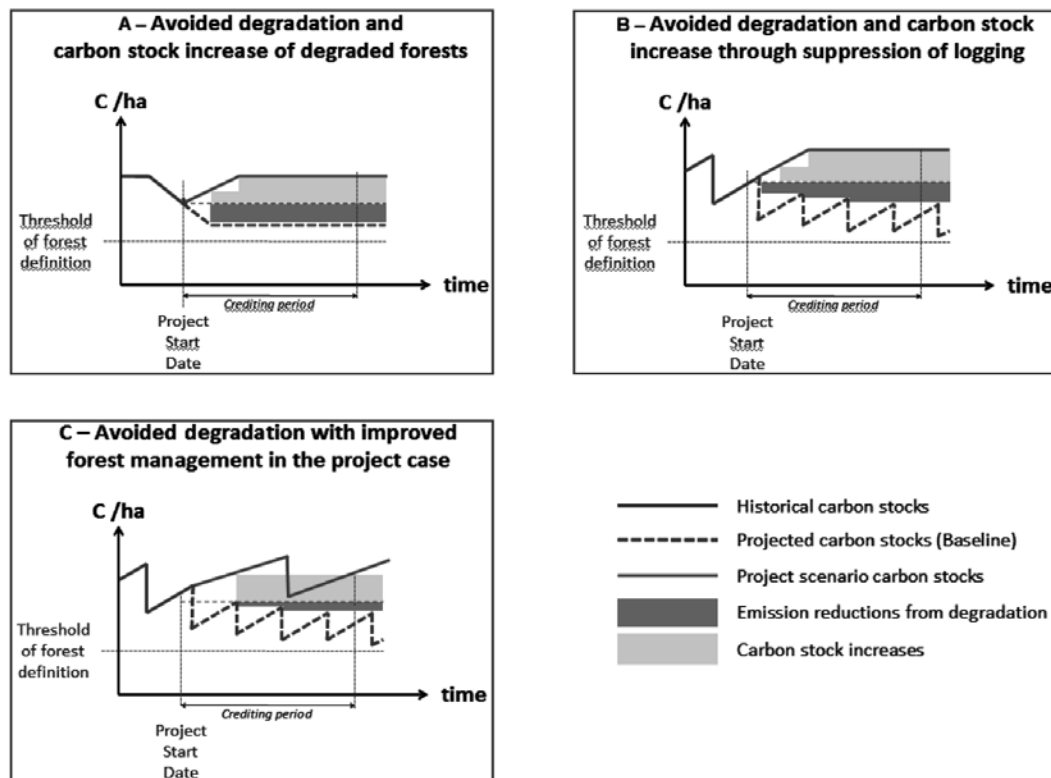 A – Avoided degradation and
carbon stock increase of degraded forests
C /ha
Threshold
of forest
definition
time
Crediting period
Project
Start
Date
B – Avoided degradation and carbon stock
increase through suppression of logging
C /ha
Threshold
of forest
definition
time
Crediting period
Project
Start
Date
C – Avoided degradation with improved
forest management in the project case
C /ha
Threshold
of forest
definition
time
Crediting period
Project
Start
Date
Historical carbon stocks
Projected carbon stocks (Baseline)
Project scenario carbon stocks
Emission reductions from degradation
Carbon stock increases